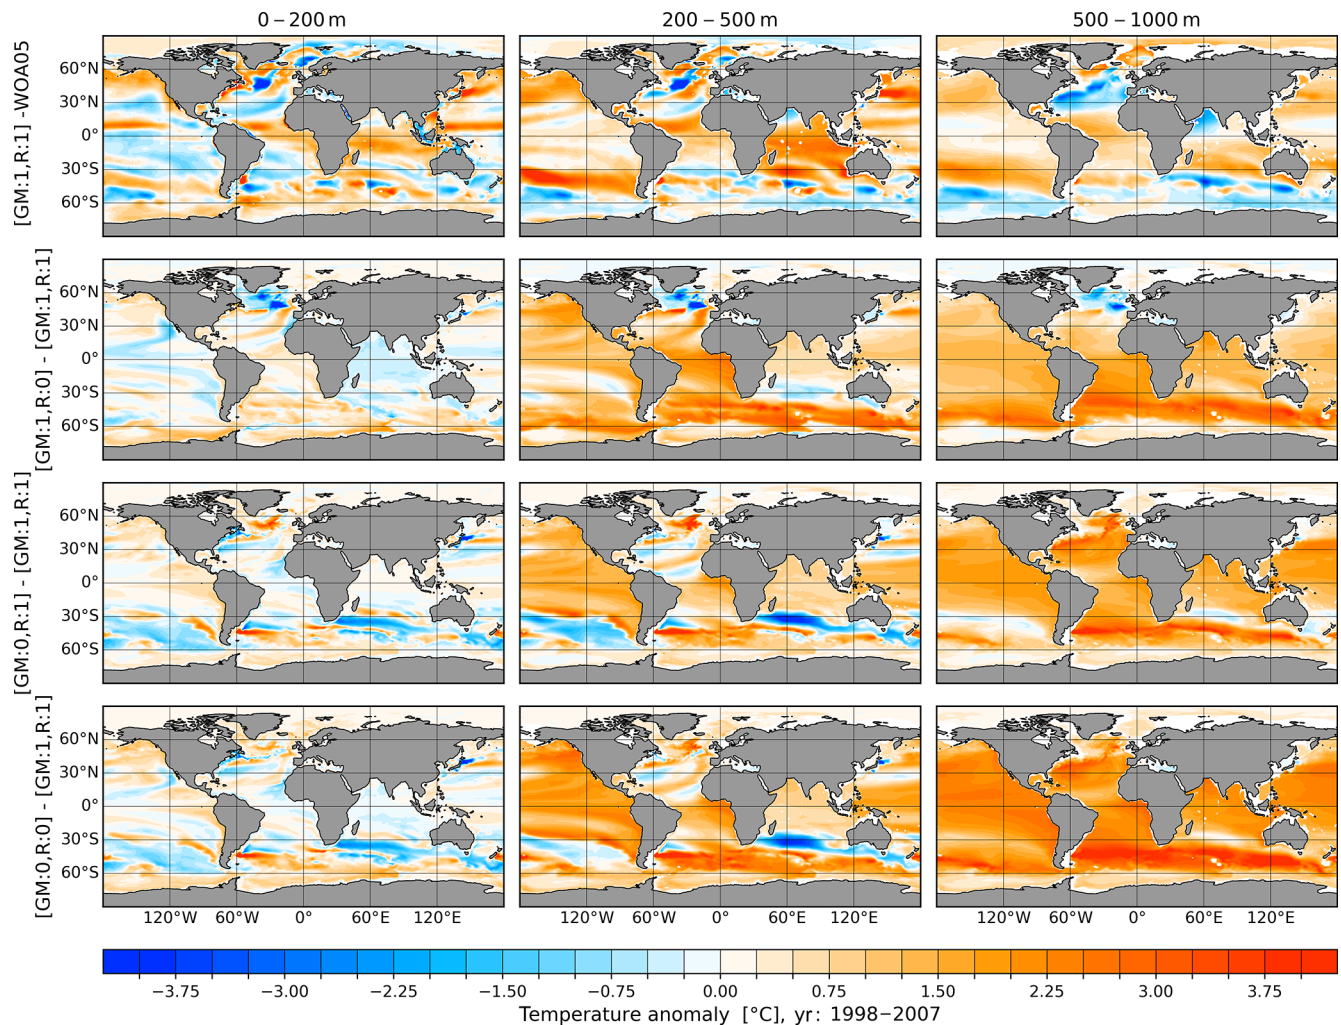 0 – 200 m 200 – 500 m 500 – 1000 m
[GM:1,R:1] -WOA05
60°N
30°N
0°
30°S
60°S
[GM:1,R:0] - [GM:1,R:1]
60°N
30°N
0°
30°S
60°S
[GM:0,R:1] - [GM:1,R:1]
60°N
30°N
0°
30°S
60°S
[GM:0,R:0] - [GM:1,R:1]
60°N
30°N
0°
30°S
60°S
120°W 60°W 0° 60°E 120°E 120°W 60°W 0° 60°E 120°E 120°W 60°W 0° 60°E 120°E
−3.75 −3.00 −2.25 −1.50 −0.75 0.00 0.75 1.50 2.25 3.00 3.75
Temperature anomaly [°C], yr: 1998−2007